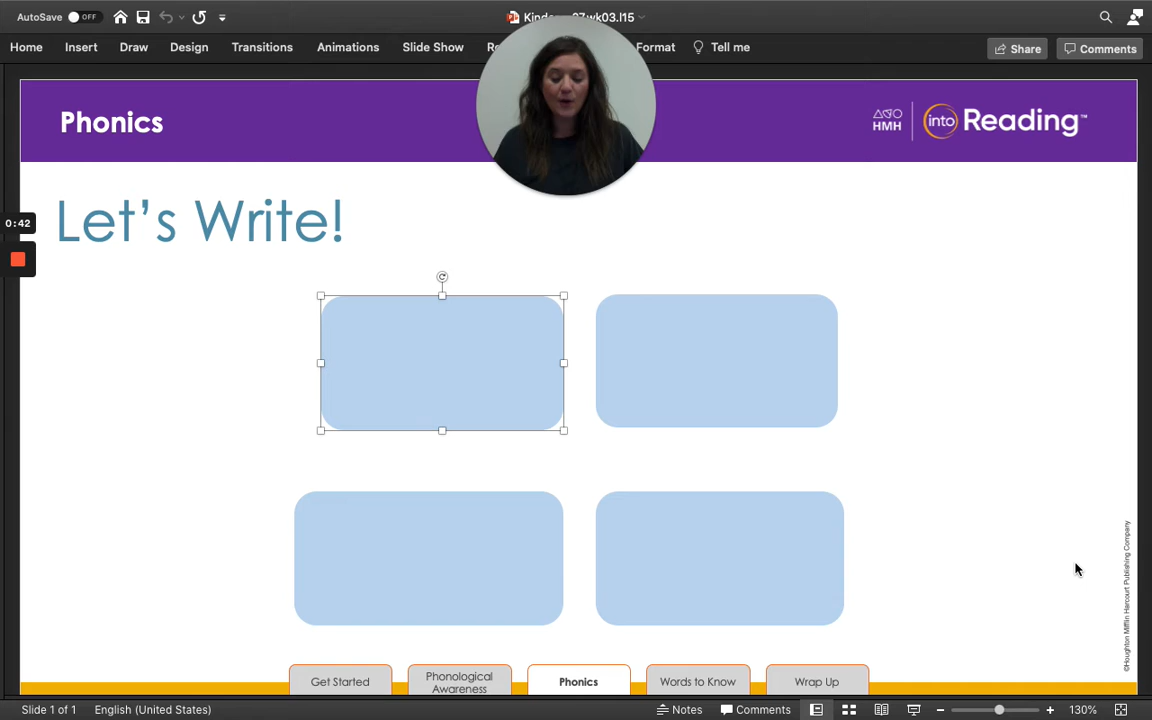 AutoSave OFF
Home Insert Draw Design Transitions Animations Slide Show Format Tell me Share Comments
Phonics
HMH into Reading™
0:42
Let's Write!
©Houghton Mifflin Harcourt Publishing Company
Get Started
Phonological
Awareness
Phonics
Words to Know
Wrap Up
Slide 1 of 1 English (United States) Notes Comments 130%